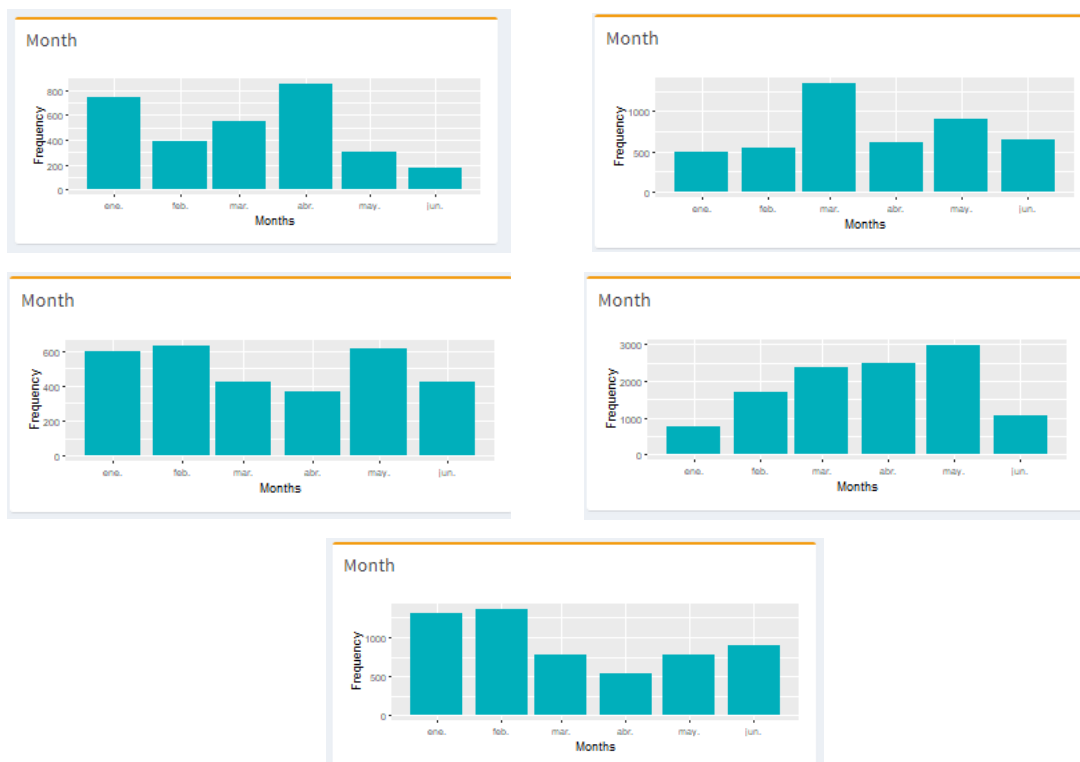 Month
800
600
400
200
0
Frequency
ene. feb. mar. abr. may. jun.
Months
Month
1000
500
0
Frequency
ene. feb. mar. abr. may. jun.
Months
Month
600
400
200
0
Frequency
ene. feb. mar. abr. may. jun.
Months
Month
3000
2000
1000
0
Frequency
ene. feb. mar. abr. may. jun.
Months
Month
1000
500
0
Frequency
ene. feb. mar. abr. may. jun.
Months